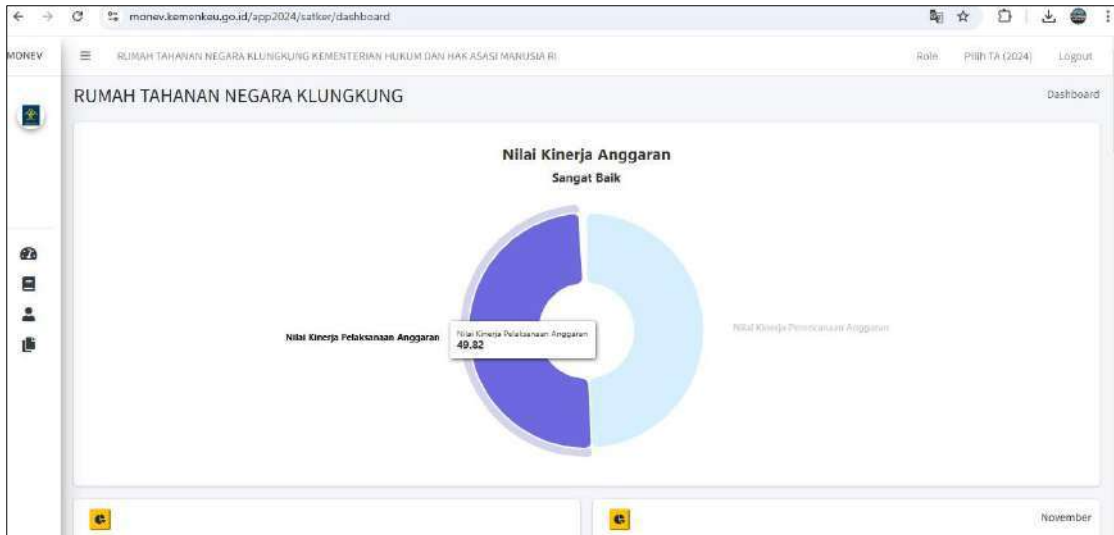 monev.kemenkeu.go.id/app2024/satker/dashboard
MONEV
RUMAH TAHANAN NEGARA KLUNGKUNG KEMENTERIAN HUKUM DAN HAK ASASI MANUSIA RI
Role
Pilih TA (2024)
Logout
RUMAH TAHANAN NEGARA KLUNGKUNG
Dashboard
Nilai Kinerja Anggaran
Sangat Baik
Nilai Kinerja Pelaksanaan Anggaran
Nilai Kinerja Pelaksanaan Anggaran
49.82
Nilai Kinerja Perencanaan Anggaran
November